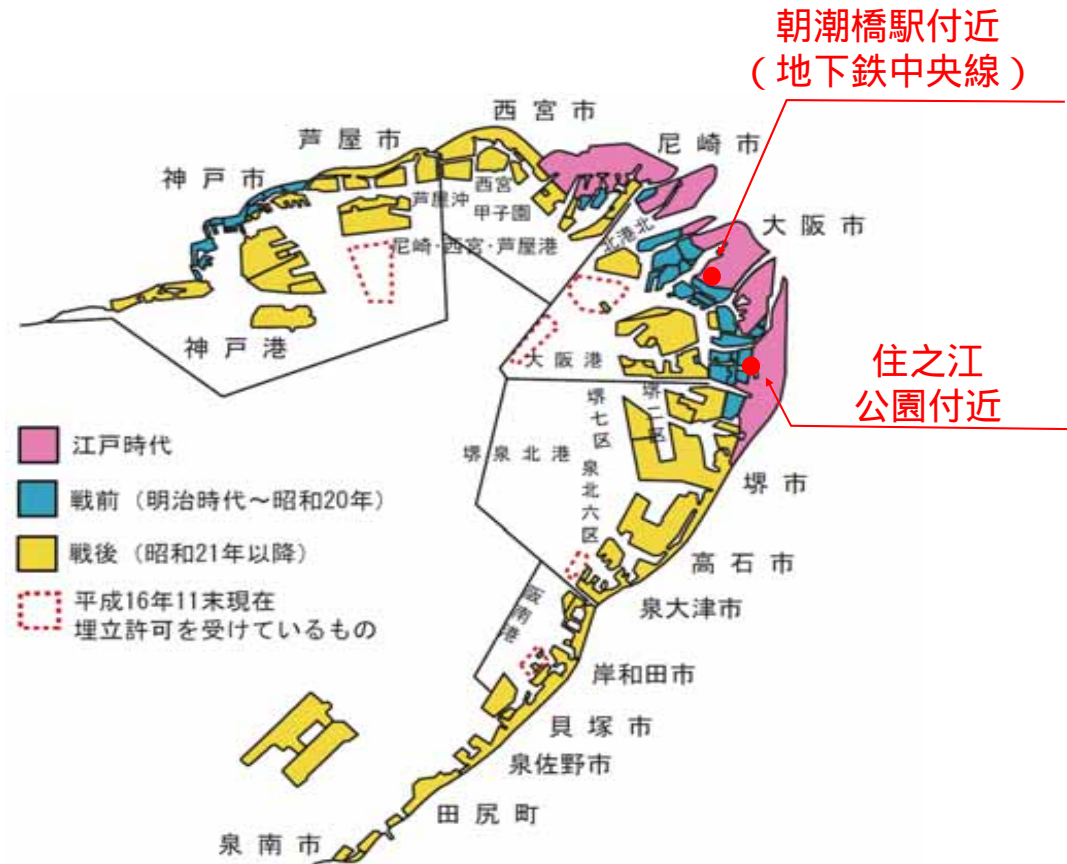 朝潮橋駅付近
(地下鉄中央線)
西宮市
芦屋市
尼崎市
神戸市
西宮
芦屋沖
甲子園
北港北
大阪市
尼崎・西宮・芦屋港
神戸港
大阪港
住之江
公園付近
堺七区
堺二区
江戸時代
堺泉北港
泉北六区
堺市
戦前(明治時代~昭和20年)
戦後(昭和21年以降)
高石市
平成16年11末現在
埋立許可を受けているもの
阪南港
泉大津市
岸和田市
貝塚市
泉佐野市
田尻町
泉南市